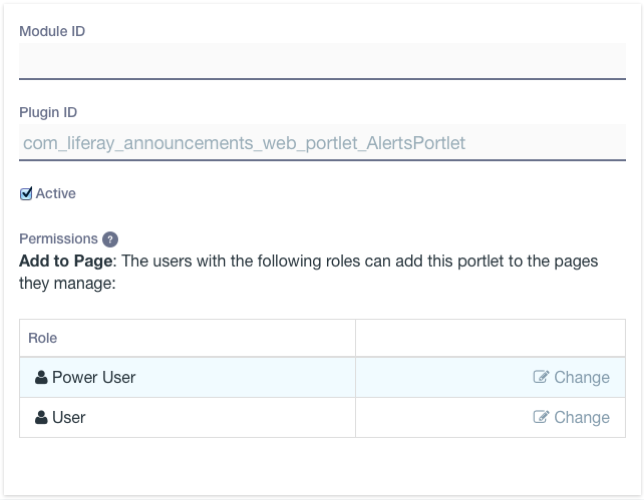 Module ID
Plugin ID
com_liferay_announcements_web_portlet_AlertsPortlet
Active
Permissions ?
Add to Page: The users with the following roles can add this portlet to the pages
they manage:
Role
Power User Change
User Change